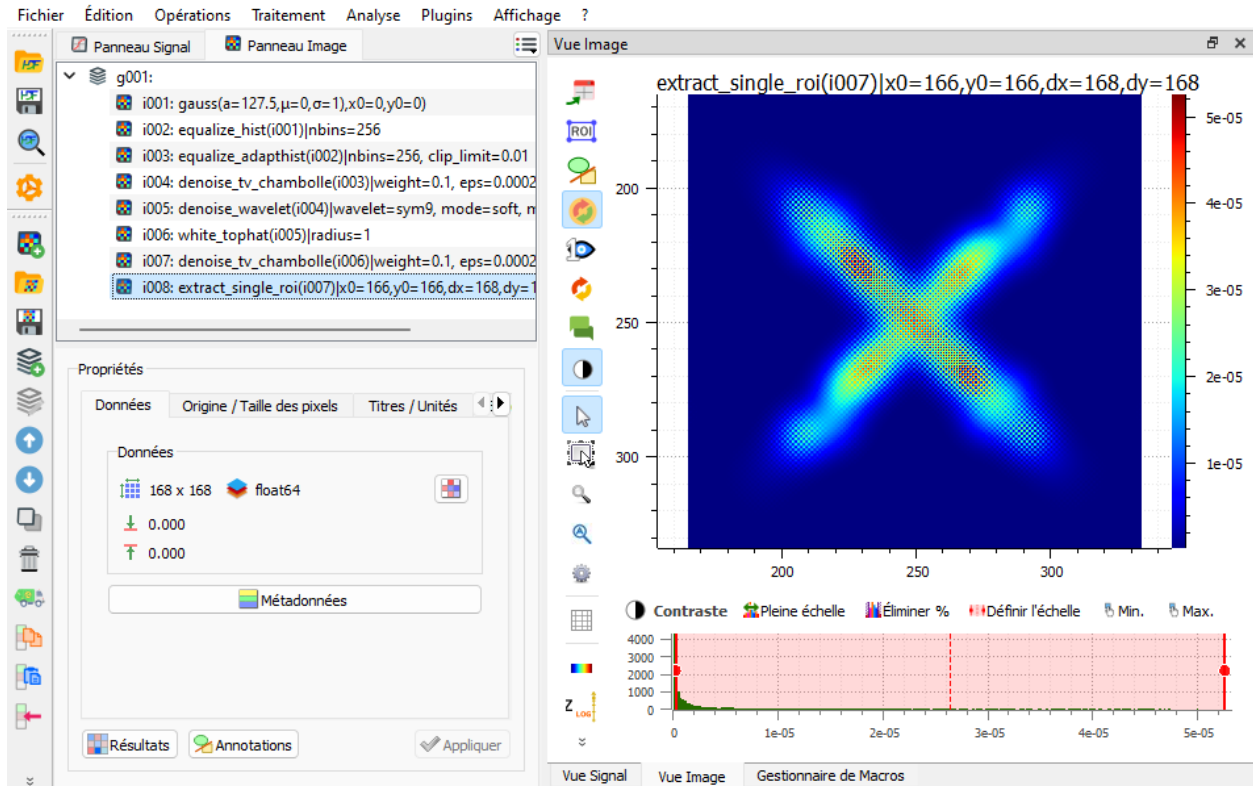 Fichier Édition Opérations Traitement Analyse Plugins Affichage ?
Panneau Signal Panneau Image
g001:
i001: gauss(a=127.5,μ=0,σ=1),x0=0,y0=0)
i002: equalize_hist(i001)|nbins=256
i003: equalize_adapthist(i002)|nbins=256, clip_limit=0.01
i004: denoise_tv_chambolle(i003)|weight=0.1, eps=0.0002
i005: denoise_wavelet(i004)|wavelet=sym9, mode=soft, m
i006: white_tophat(i005)|radius=1
i007: denoise_tv_chambolle(i006)|weight=0.1, eps=0.0002
i008: extract_single_roi(i007)|x0=166,y0=166,dx=168,dy=1
Propriétés
Données Origine / Taille des pixels Titres / Unités
Données
168 x 168 float64
0.000
0.000
Métadonnées
Résultats Annotations Appliquer
Vue Image
extract_single_roi(i007)|x0=166,y0=166,dx=168,dy=168
HDF
HDF
ROI
1
Z LOG
200
250
300
200 250 300
5e-05
4e-05
3e-05
2e-05
1e-05
Contraste Pleine échelle Éliminer % Définir l'échelle Min. Max.
4000
3000
2000
1000
0
0 1e-05 2e-05 3e-05 4e-05 5e-05
Vue Signal Vue Image Gestionnaire de Macros